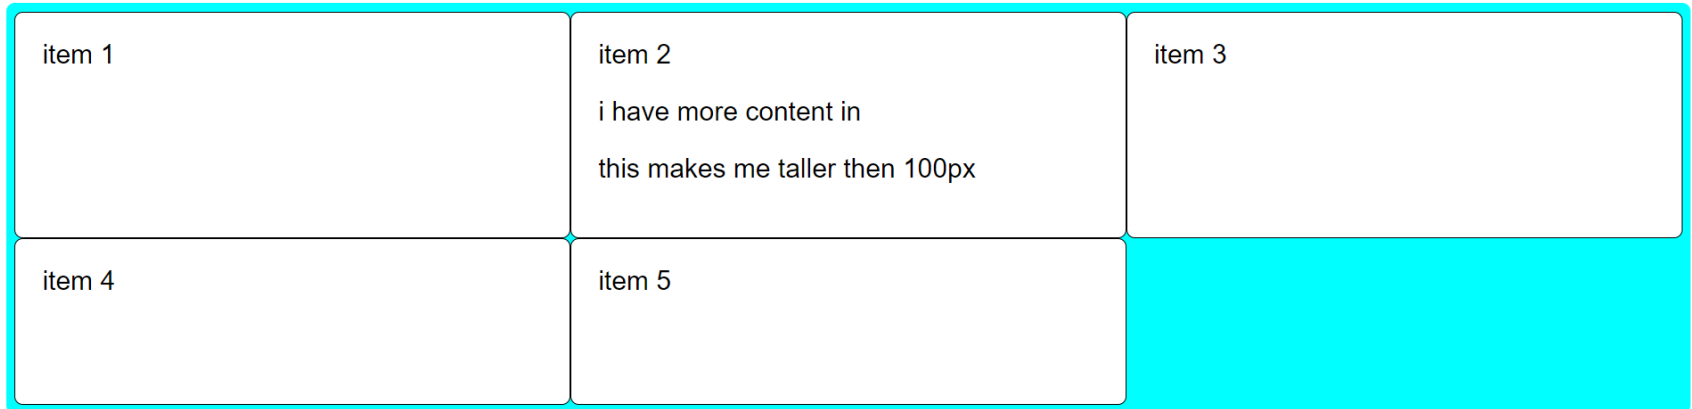 item 1
item 2
i have more content in
this makes me taller then 100px
item 3
item 4
item 5